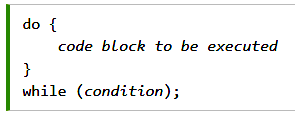 do {
    code block to be executed
}
while (condition);